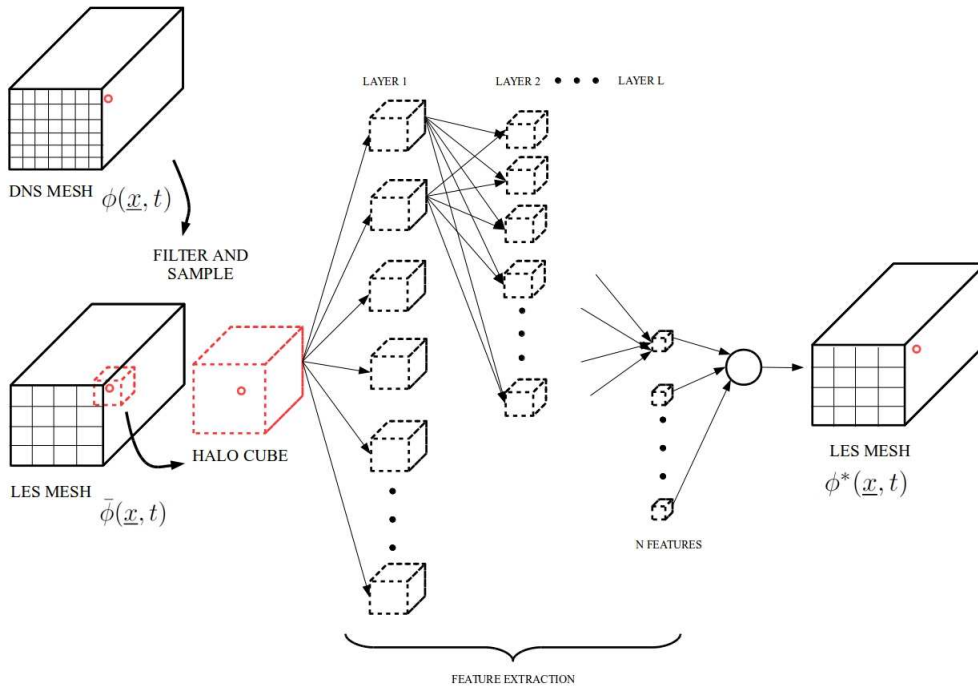 LAYER 1
LAYER 2
LAYER L
DNS MESH
ϕ(x, t)
FILTER AND
SAMPLE
LES MESH
ϕ̄(x, t)
HALO CUBE
N FEATURES
LES MESH
ϕ*(x, t)
FEATURE EXTRACTION